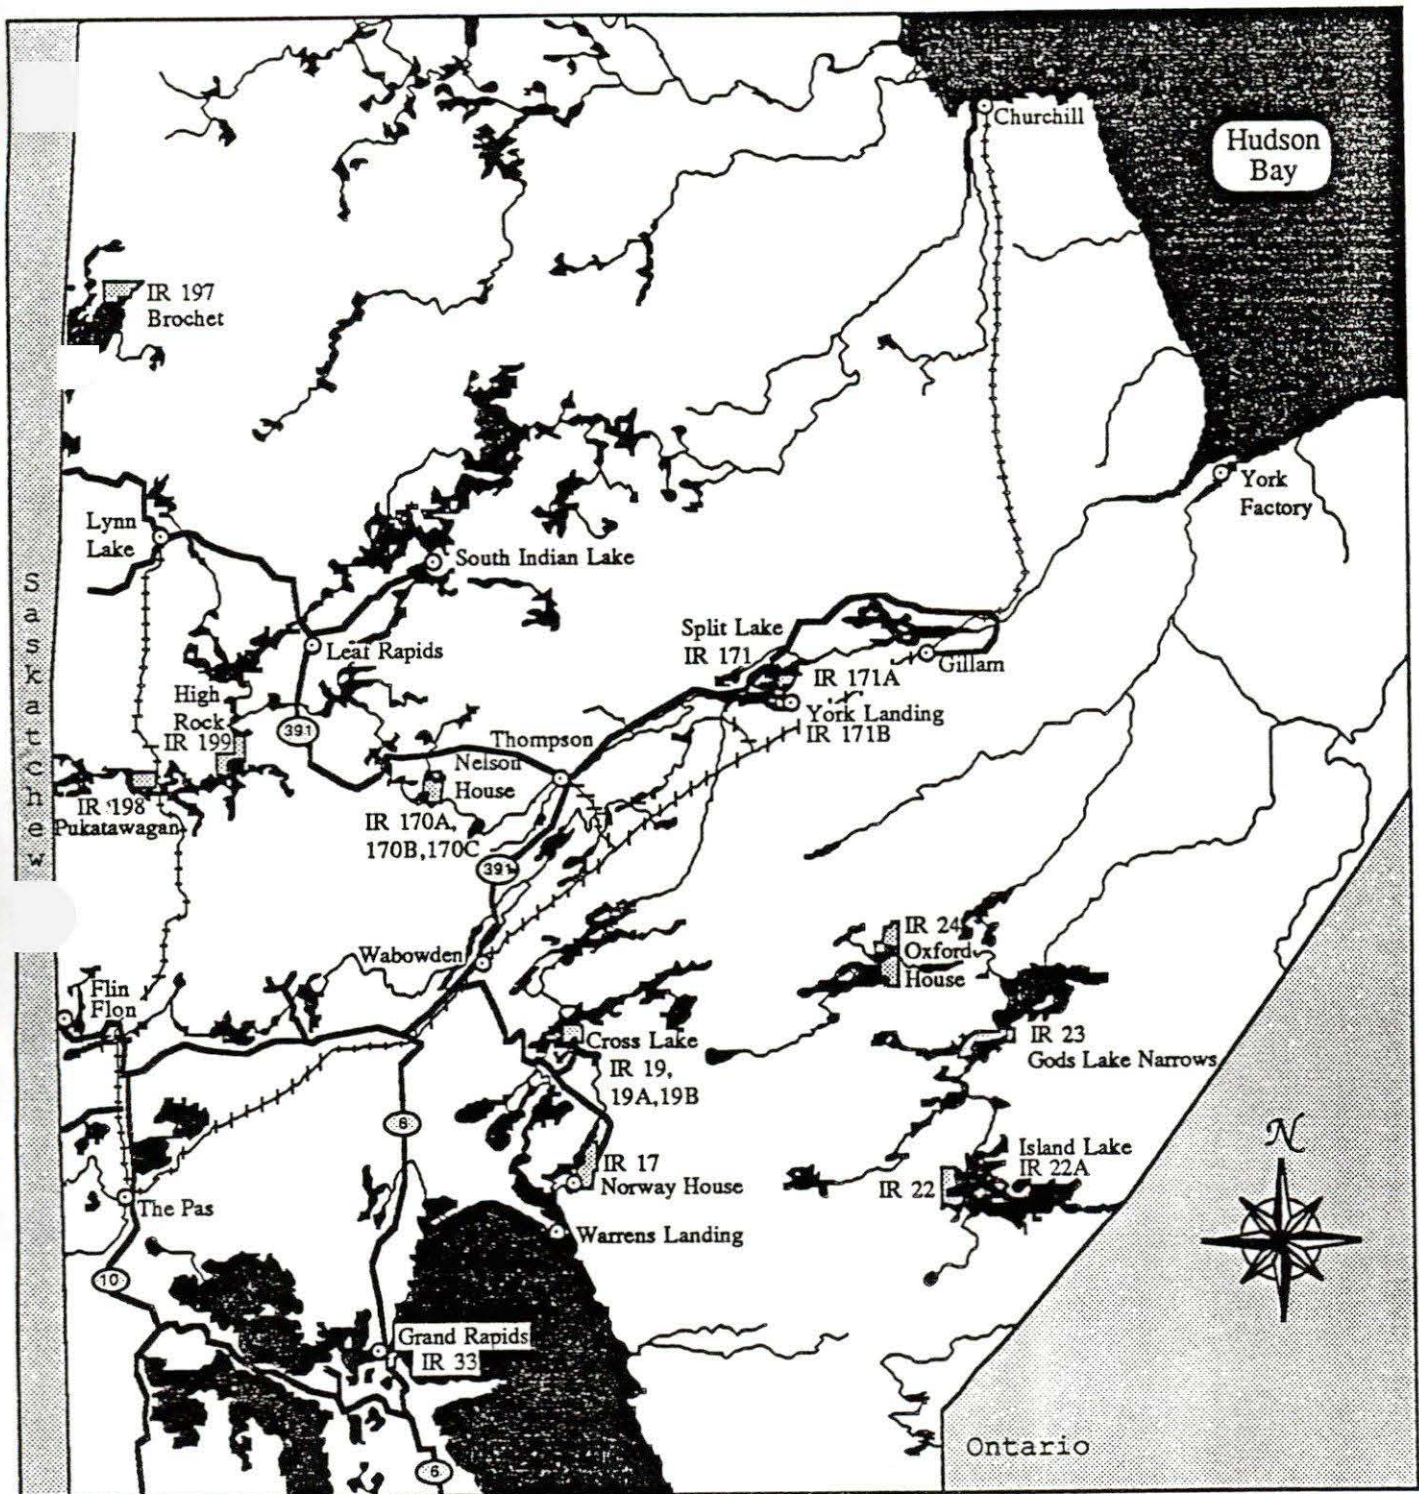 Churchill
Hudson
Bay
IR 197
Brochet
York
Factory
Lynn
Lake
South Indian Lake
Saskatchew
Split Lake
IR 171
Leaf Rapids
Gillam
IR 171A
High
Rock
IR 199
York Landing
IR 171B
391
Thompson
Nelson
House
IR 198
Pukatawagan
IR 170A,
170B,170C
391
IR 24
Oxford
House
Wabowden
Flin
Flon
IR 23
Gods Lake Narrows
Cross Lake
IR 19,
19A,19B
6
N
Island Lake
IR 22A
IR 22
IR 17
Norway House
The Pas
Warrens Landing
10
Grand Rapids
IR 33
Ontario
6